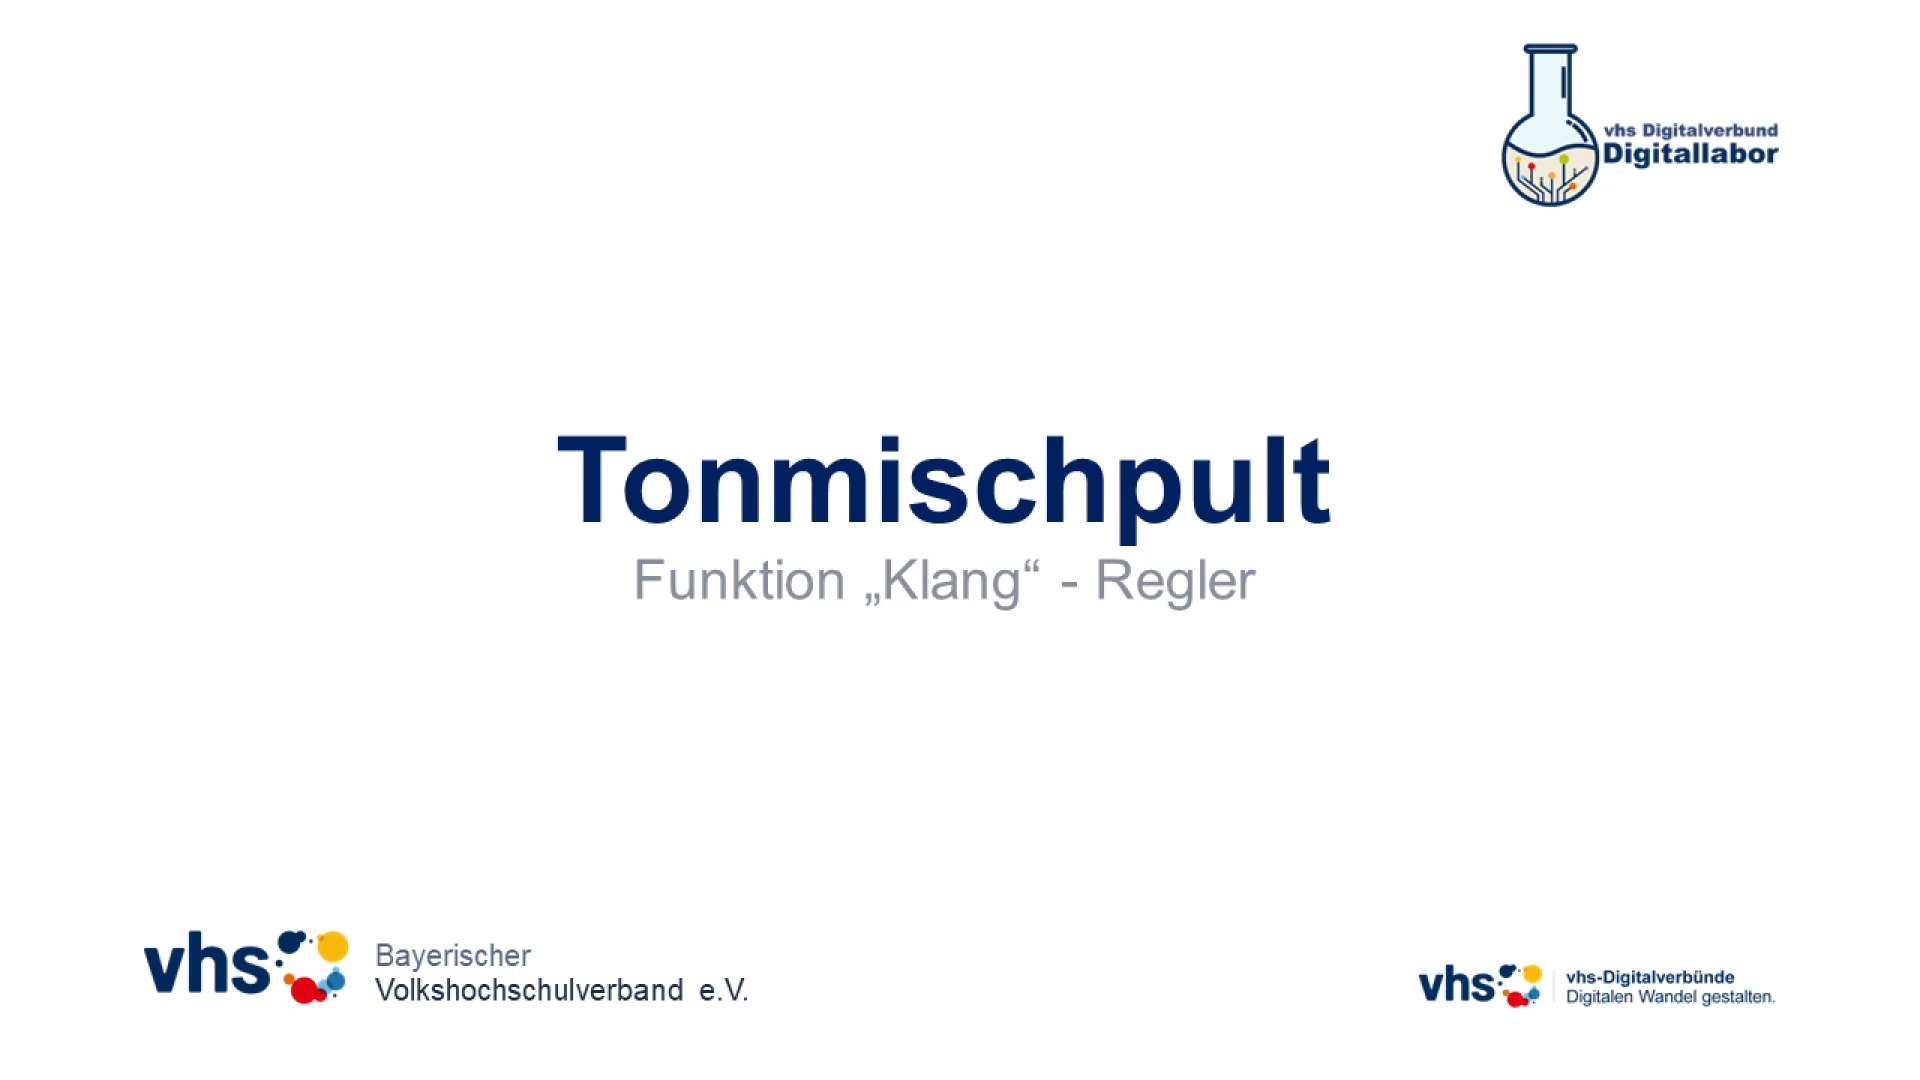 vhs Digitalverbund
Digitallabor
Tonmischpult
Funktion „Klang“ - Regler
vhs
Bayerischer
Volkshochschulverband e.V.
vhs
vhs-Digitalverbünde
Digitalen Wandel gestalten.